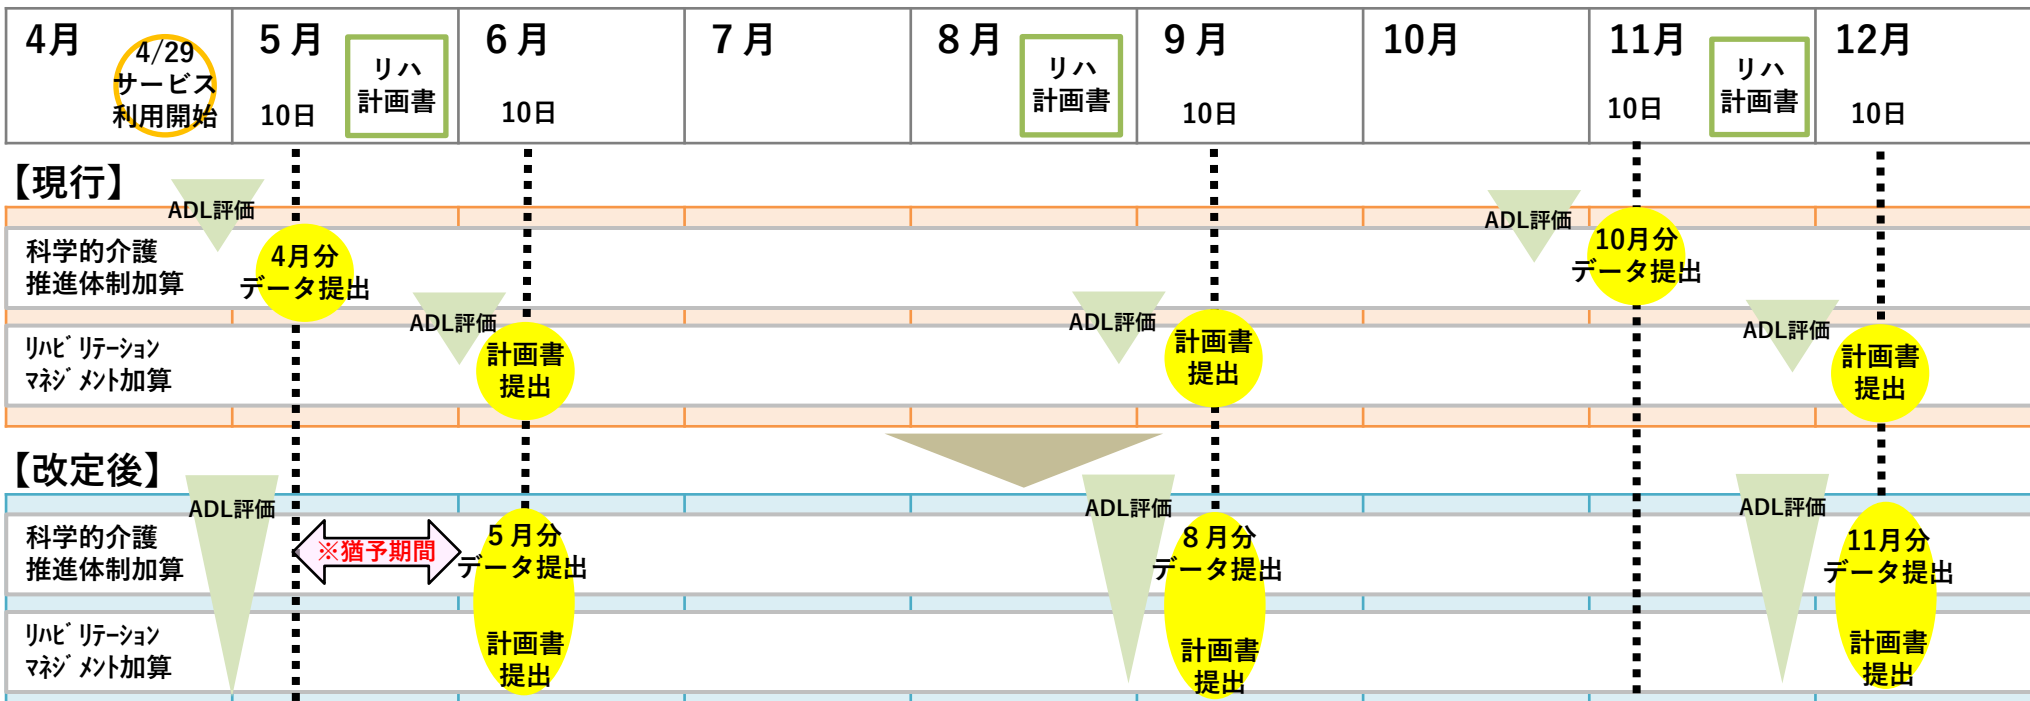 4月
4/29
サービス
利用開始
5月
10日
リハ
計画書
6月
10日
7月
8月
リハ
計画書
9月
10日
10月
11月
10日
リハ
計画書
12月
10日
【現行】
ADL評価
ADL評価
科学的介護
推進体制加算
4月分
データ提出
10月分
データ提出
ADL評価
ADL評価
ADL評価
ﾘﾊﾋﾞﾘﾃｰｼｮﾝ
ﾏﾈｼﾞﾒﾝﾄ加算
計画書
提出
計画書
提出
計画書
提出
【改定後】
ADL評価
ADL評価
ADL評価
科学的介護
推進体制加算
※猶予期間
5月分
データ提出
8月分
データ提出
11月分
データ提出
ﾘﾊﾋﾞﾘﾃｰｼｮﾝ
ﾏﾈｼﾞﾒﾝﾄ加算
計画書
提出
計画書
提出
計画書
提出